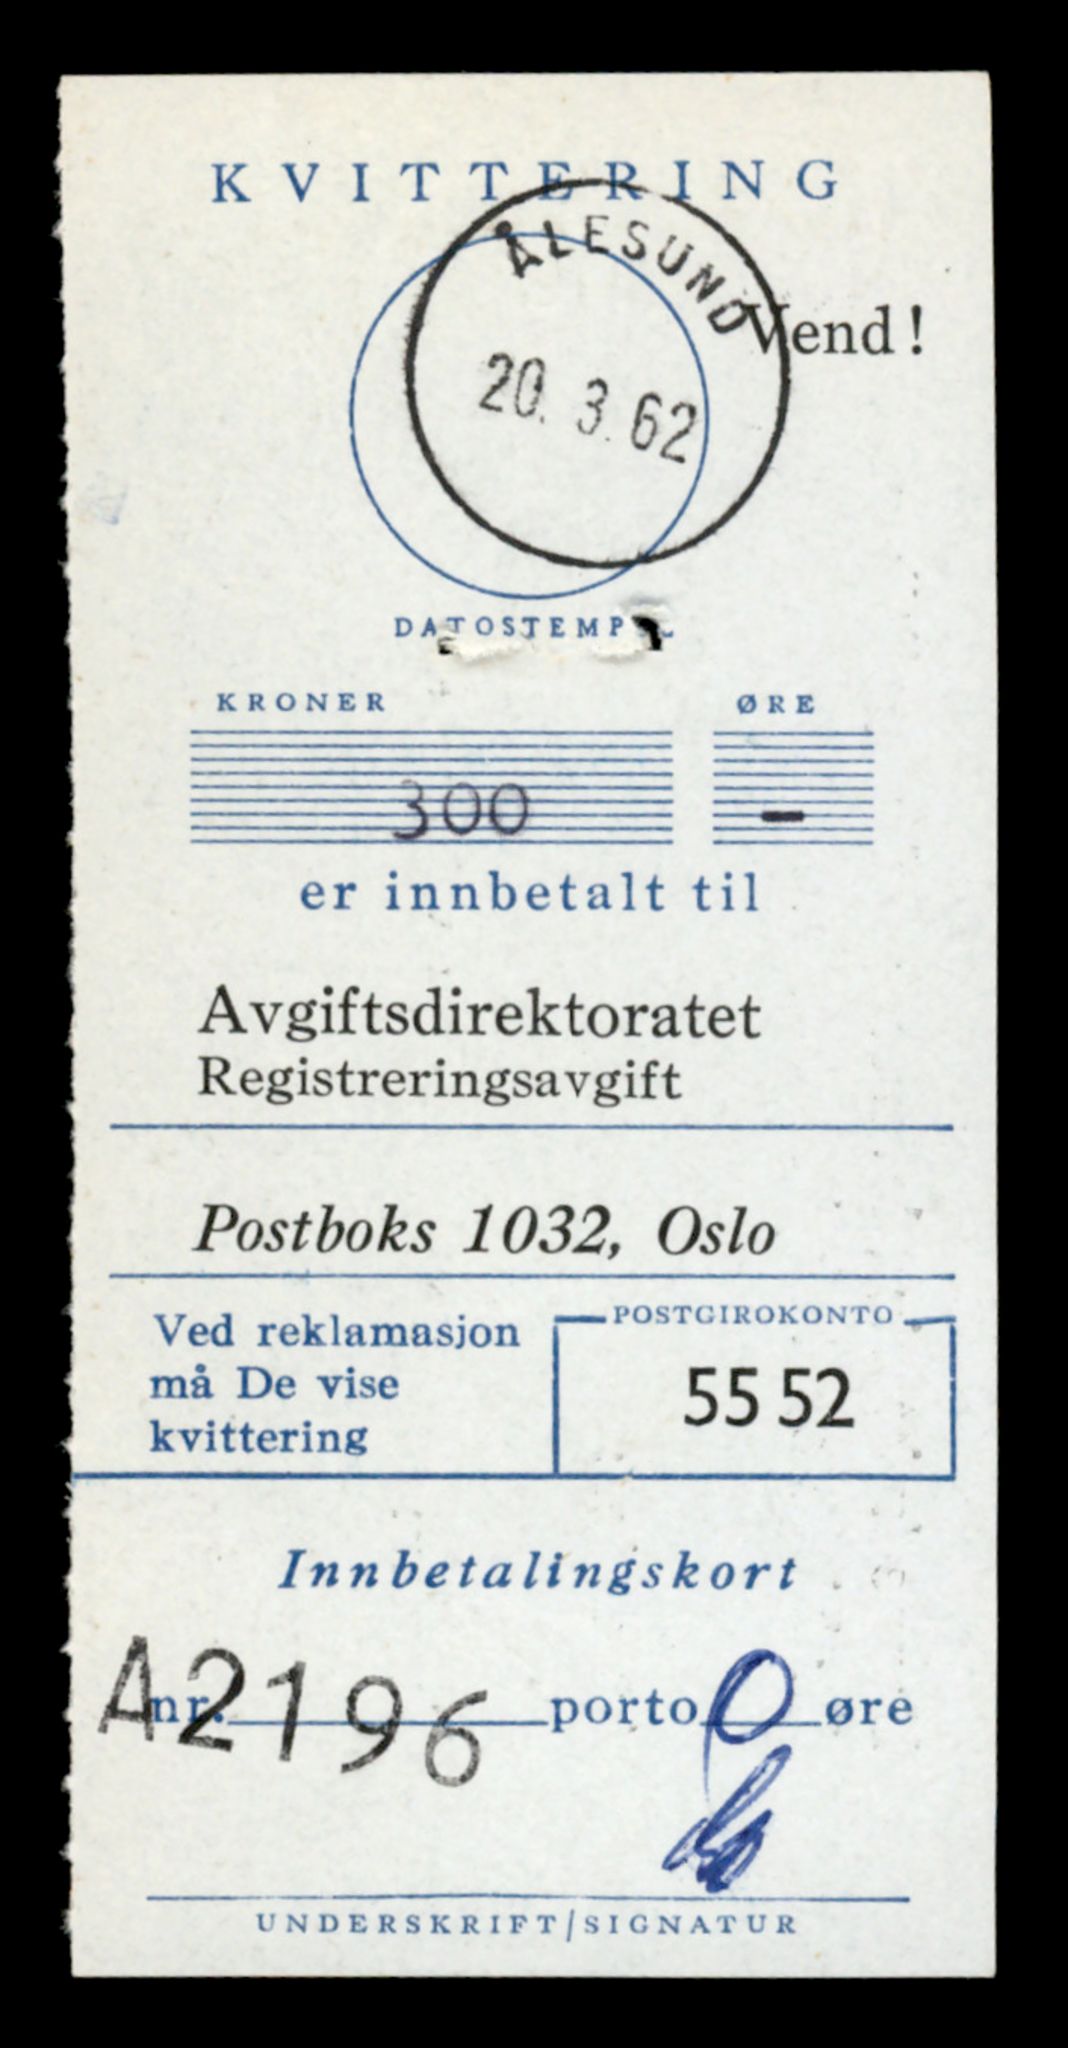 KVITTERING
ÅLESUND
Vend!
20. 3. 62
DATOSTEMPEL
KRONER ØRE
300 –
er innbetalt til
Avgiftsdirektoratet
Registreringsavgift
Postboks 1032, Oslo
Ved reklamasjon
må De vise
kvittering
POSTGIROKONTO
55 52
Innbetalingskort
nr. A2196 porto 0 øre
UNDERSKRIFT/SIGNATUR